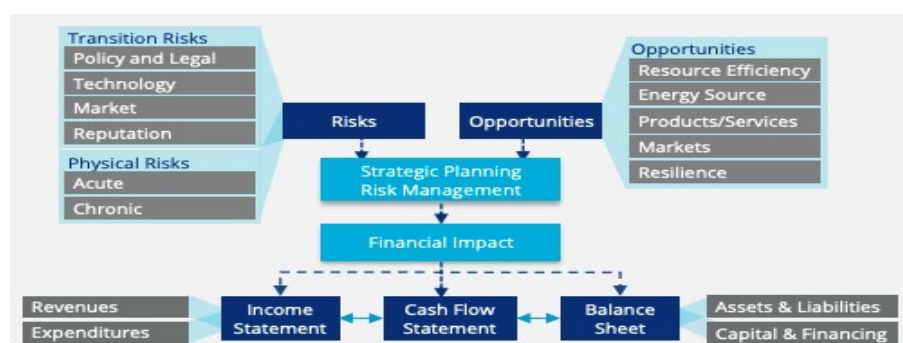 Transition Risks
Policy and Legal
Technology
Market
Reputation
Physical Risks
Acute
Chronic
Risks
Opportunities
Opportunities
Resource Efficiency
Energy Source
Products/Services
Markets
Resilience
Strategic Planning
Risk Management
Financial Impact
Revenues
Expenditures
Income
Statement
Cash Flow
Statement
Balance
Sheet
Assets & Liabilities
Capital & Financing